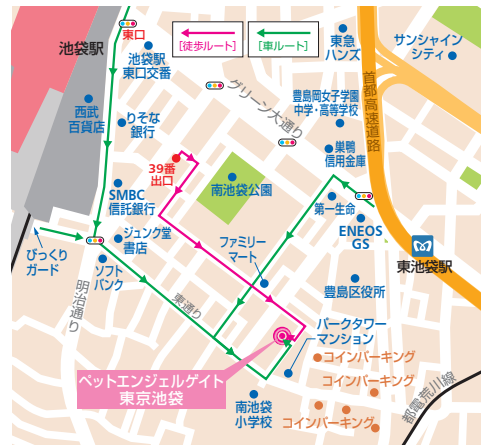 東口
池袋駅
池袋駅
東口交番
[徒歩ルート]
[車ルート]
東急
ハンズ
サンシャイン
シティ
首都高速道路
西武
百貨店
りそな
銀行
グリーン大通り
豊島岡女子学園
中学・高等学校
39番
出口
巣鴨
信用金庫
南池袋公園
SMBC
信託銀行
第一生命
ENEOS
GS
東池袋駅
びっくり
ガード
ジュンク堂
書店
ソフト
バンク
明治通り
ファミリー
マート
豊島区役所
東通り
パークタワー
マンション
コインパーキング
ペットエンジェルゲイト
東京池袋
コインパーキング
南池袋
小学校
コインパーキング
都電荒川線